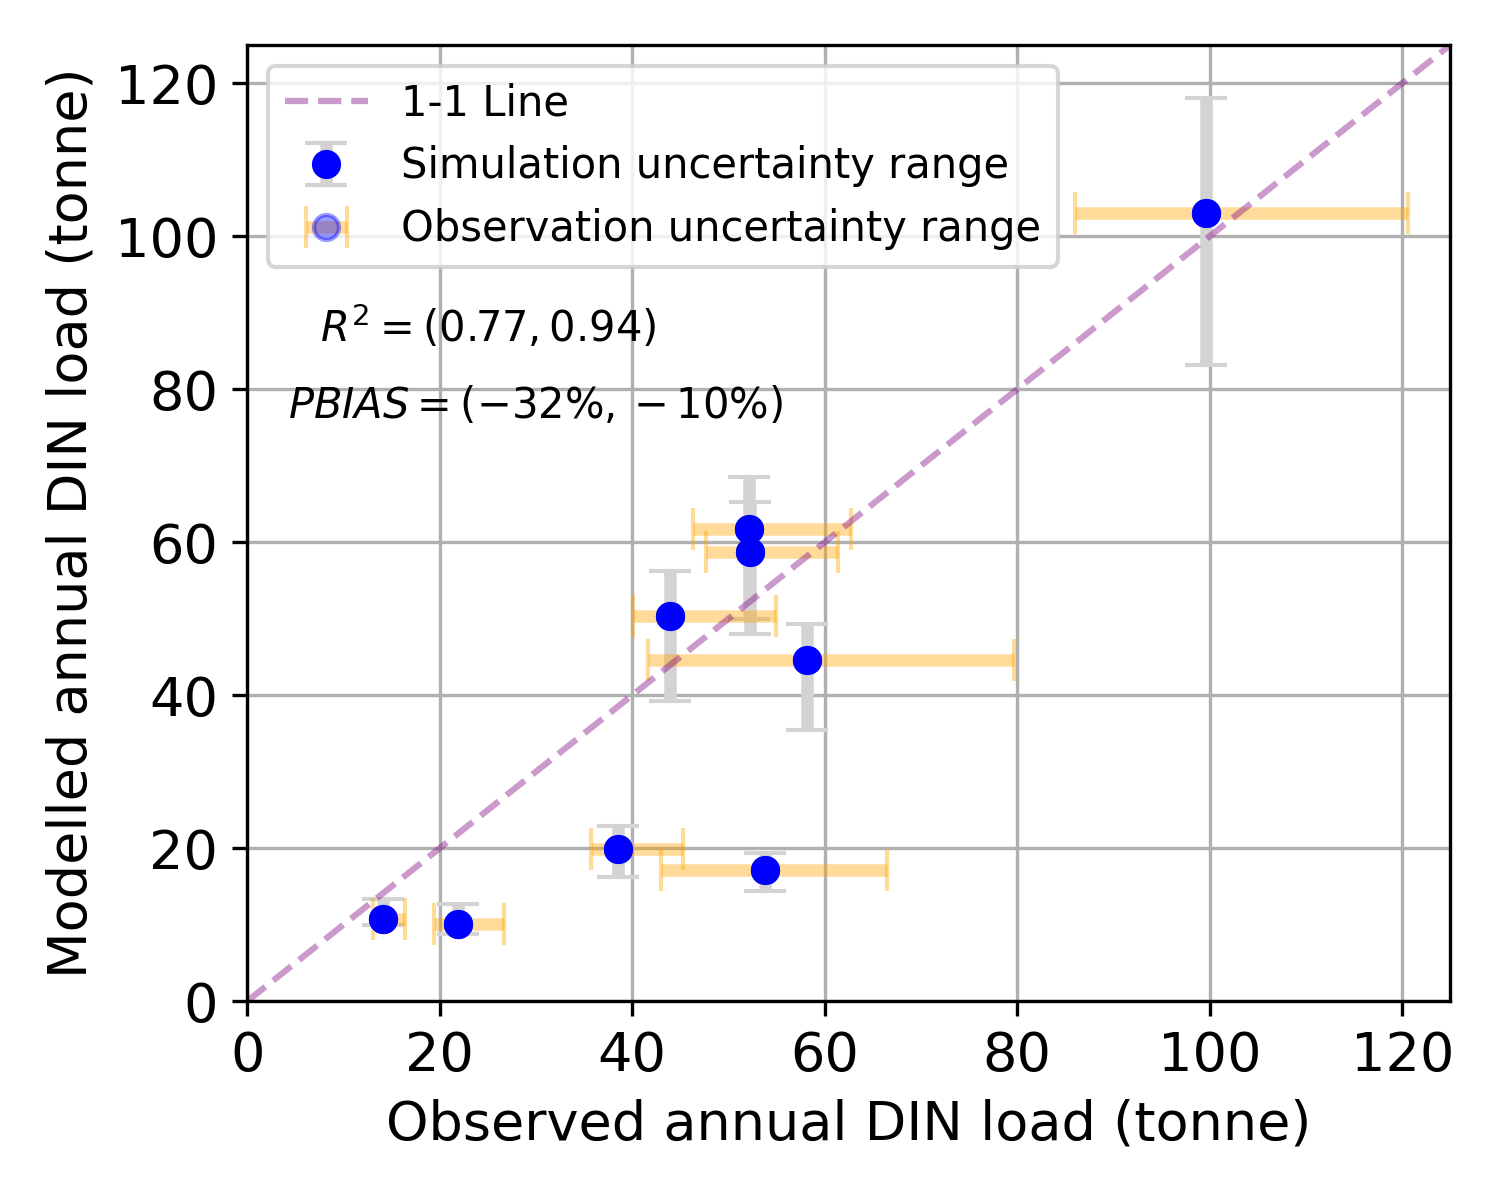 1-1 Line
Simulation uncertainty range
Observation uncertainty range
R² = (0.77, 0.94)
PBIAS = (−32%, −10%)
Modelled annual DIN load (tonne)
120
100
80
60
40
20
0
0 20 40 60 80 100 120
Observed annual DIN load (tonne)